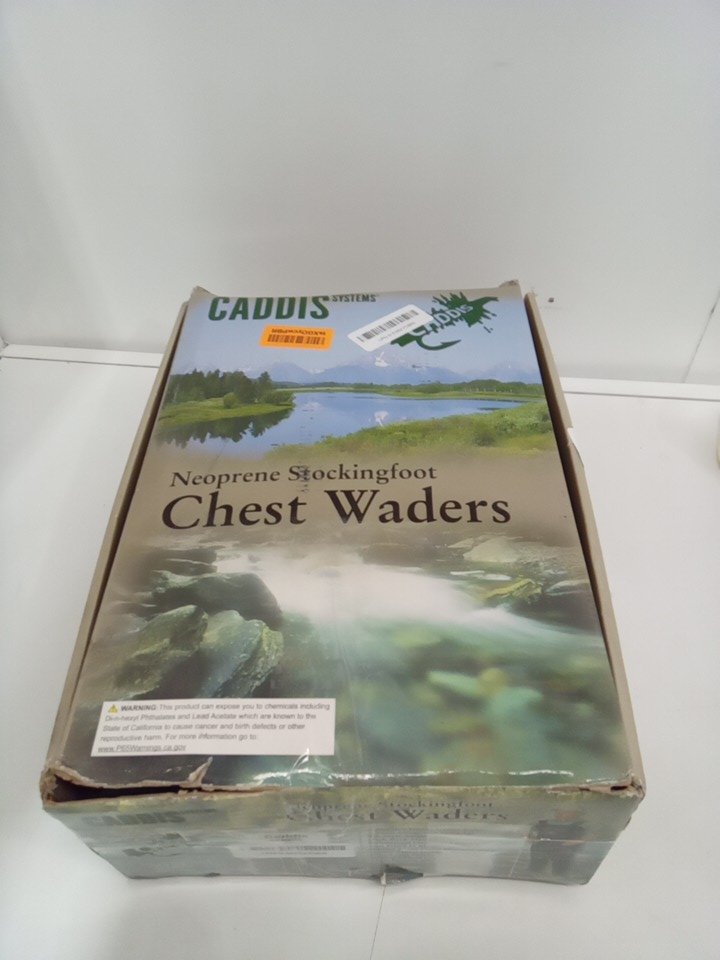 CADDIS SYSTEMS
CADDIS
Neoprene Stockingfoot
Chest Waders
WARNING: This product can expose you to chemicals including
Di-n-hexyl Phthalates and Lead Acetate which are known to the
State of California to cause cancer and birth defects or other
reproductive harm. For more information go to:
www.P65Warnings.ca.gov
CADDIS
Neoprene Stockingfoot
Chest Waders